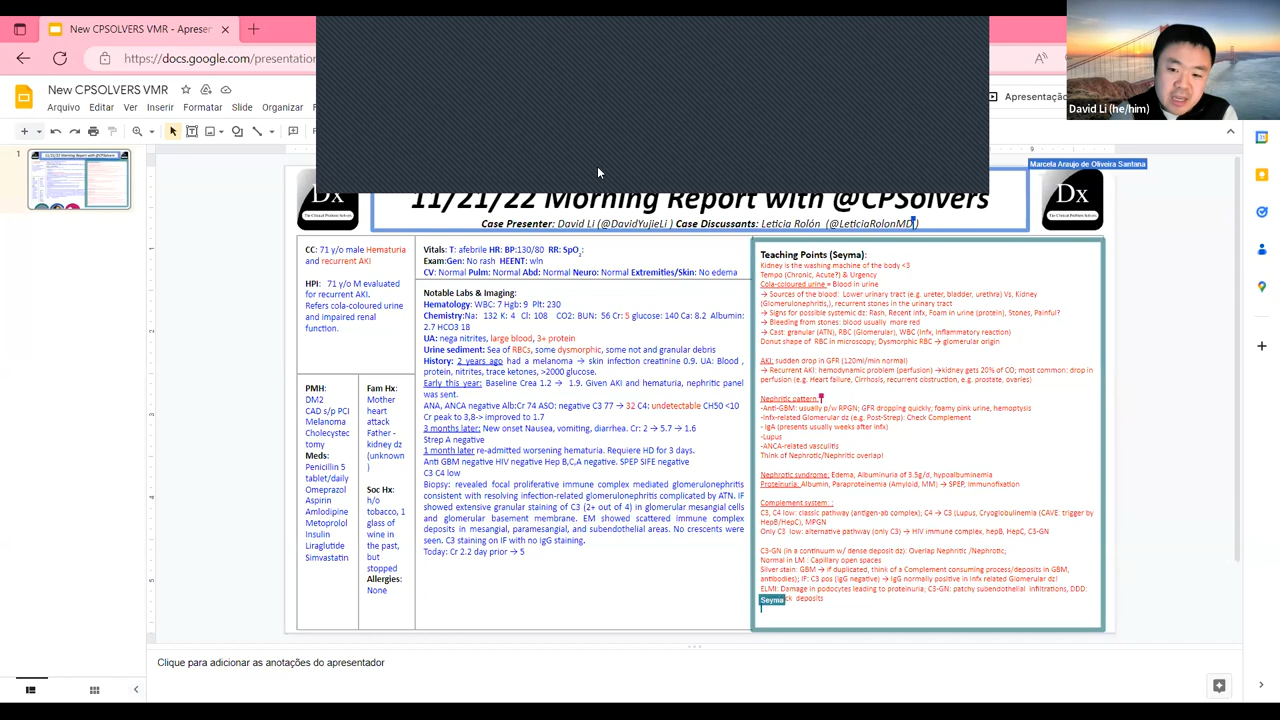 New CPSOLVERS VMR - Apreser
https://docs.google.com/presentation
New CPSOLVERS VMR
Arquivo Editar Ver Inserir Formatar Slide Organizar
Apresentação
David Li (he/him)
Marcela Araujo de Oliveira Santana
1
Dx
The Clinical Problem Solvers
11/21/22 Morning Report with @CPSolvers
Case Presenter: David Li (@DavidYujieLi ) Case Discussants: Leticia Rolón (@LeticiaRolonMD)
Dx
The Clinical Problem Solvers
CC: 71 y/o male Hematuria
and recurrent AKI
HPI: 71 y/o M evaluated
for recurrent AKI.
Refers cola-coloured urine
and impaired renal
function.
PMH:
DM2
CAD s/p PCI
Melanoma
Cholecystec
tomy
Meds:
Penicillin 5
tablet/daily
Omeprazol
Aspirin
Amlodipine
Metoprolol
Insulin
Liraglutide
Simvastatin
Fam Hx:
Mother
heart
attack
Father -
kidney dz
(unknown
)
Soc Hx:
h/o
tobacco, 1
glass of
wine in
the past,
but
stopped
Allergies:
None
Vitals: T: afebrile HR: BP:130/80 RR: SpO2:
Exam:Gen: No rash HEENT: wln
CV: Normal Pulm: Normal Abd: Normal Neuro: Normal Extremities/Skin: No edema
Notable Labs & Imaging:
Hematology: WBC: 7 Hgb: 9 Plt: 230
Chemistry:Na: 132 K: 4 Cl: 108 CO2: BUN: 56 Cr: 5 glucose: 140 Ca: 8.2 Albumin:
2.7 HCO3 18
UA: nega nitrites, large blood, 3+ protein
Urine sediment: Sea of RBCs, some dysmorphic, some not and granular debris
History: 2 years ago had a melanoma → skin infection creatinine 0.9. UA: Blood ,
protein, nitrites, trace ketones, >2000 glucose.
Early this year: Baseline Crea 1.2 → 1.9. Given AKI and hematuria, nephritic panel
was sent.
ANA, ANCA negative Alb:Cr 74 ASO: negative C3 77 → 32 C4: undetectable CH50 <10
Cr peak to 3,8-> improved to 1.7
3 months later: New onset Nausea, vomiting, diarrhea. Cr: 2 → 5.7 → 1.6
Strep A negative
1 month later re-admitted worsening hematuria. Requiere HD for 3 days.
Anti GBM negative HIV negative Hep B,C,A negative. SPEP SIFE negative
C3 C4 low
Biopsy: revealed focal proliferative immune complex mediated glomerulonephritis
consistent with resolving infection-related glomerulonephritis complicated by ATN. IF
showed extensive granular staining of C3 (2+ out of 4) in glomerular mesangial cells
and glomerular basement membrane. EM showed scattered immune complex
deposits in mesangial, paramesangial, and subendothelial areas. No crescents were
seen. C3 staining on IF with no IgG staining.
Today: Cr 2.2 day prior → 5
Teaching Points (Seyma):
Kidney is the washing machine of the body <3
Tempo (Chronic, Acute?) & Urgency
Cola-coloured urine = Blood in urine
→ Sources of the blood: Lower urinary tract (e.g. ureter, bladder, urethra) Vs, Kidney
(Glomerulonephritis,), recurrent stones in the urinary tract
→ Signs for possible systemic dz: Rash, Recent infx, Foam in urine (protein), Stones, Painful?
→ Bleeding from stones: blood usually more red
→ Cast: granular (ATN), RBC (Glomerular), WBC (Infx, Inflammatory reaction)
Donut shape of RBC in microscopy; Dysmorphic RBC → glomerular origin
AKI: sudden drop in GFR (120ml/min normal)
→ Recurrent AKI: hemodynamic problem (perfusion) →kidney gets 20% of CO; most common: drop in
perfusion (e.g. Heart failure, Cirrhosis, recurrent obstruction, e.g. prostate, ovaries)
Nephritic pattern:
-Anti-GBM: usually p/w RPGN; GFR dropping quickly; foamy pink urine, hemoptysis
-Infx-related Glomerular dz (e.g. Post-Strep): Check Complement
- IgA (presents usually weeks after infx)
-Lupus
-ANCA-related vasculitis
Think of Nephrotic/Nephritic overlap!
Nephrotic syndrome: Edema, Albuminuria of 3.5g/d, hypoalbuminemia
Proteinuria: Albumin, Paraproteinemia (Amyloid, MM) → SPEP, Immunofixation
Complement system: :
C3, C4 low: classic pathway (antigen-ab complex); C4 → C3 (Lupus, Cryoglobulinemia (CAVE: trigger by
HepB/HepC), MPGN
Only C3 low: alternative pathway (only C3) → HIV immune complex, hepB, HepC, C3-GN
C3-GN (in a continuum w/ dense deposit dz): Overlap Nephritic /Nephrotic;
Normal in LM : Capillary open spaces
Silver stain: GBM → if duplicated, think of a Complement consuming process/deposits in GBM,
antibodies); IF: C3 pos (IgG negative) → IgG normally positive in Infx related Glomerular dz!
ELMI: Damage in podocytes leading to proteinuria; C3-GN: patchy subendothelial infiltrations, DDD:
Seyma
ck deposits
Clique para adicionar as anotações do apresentador